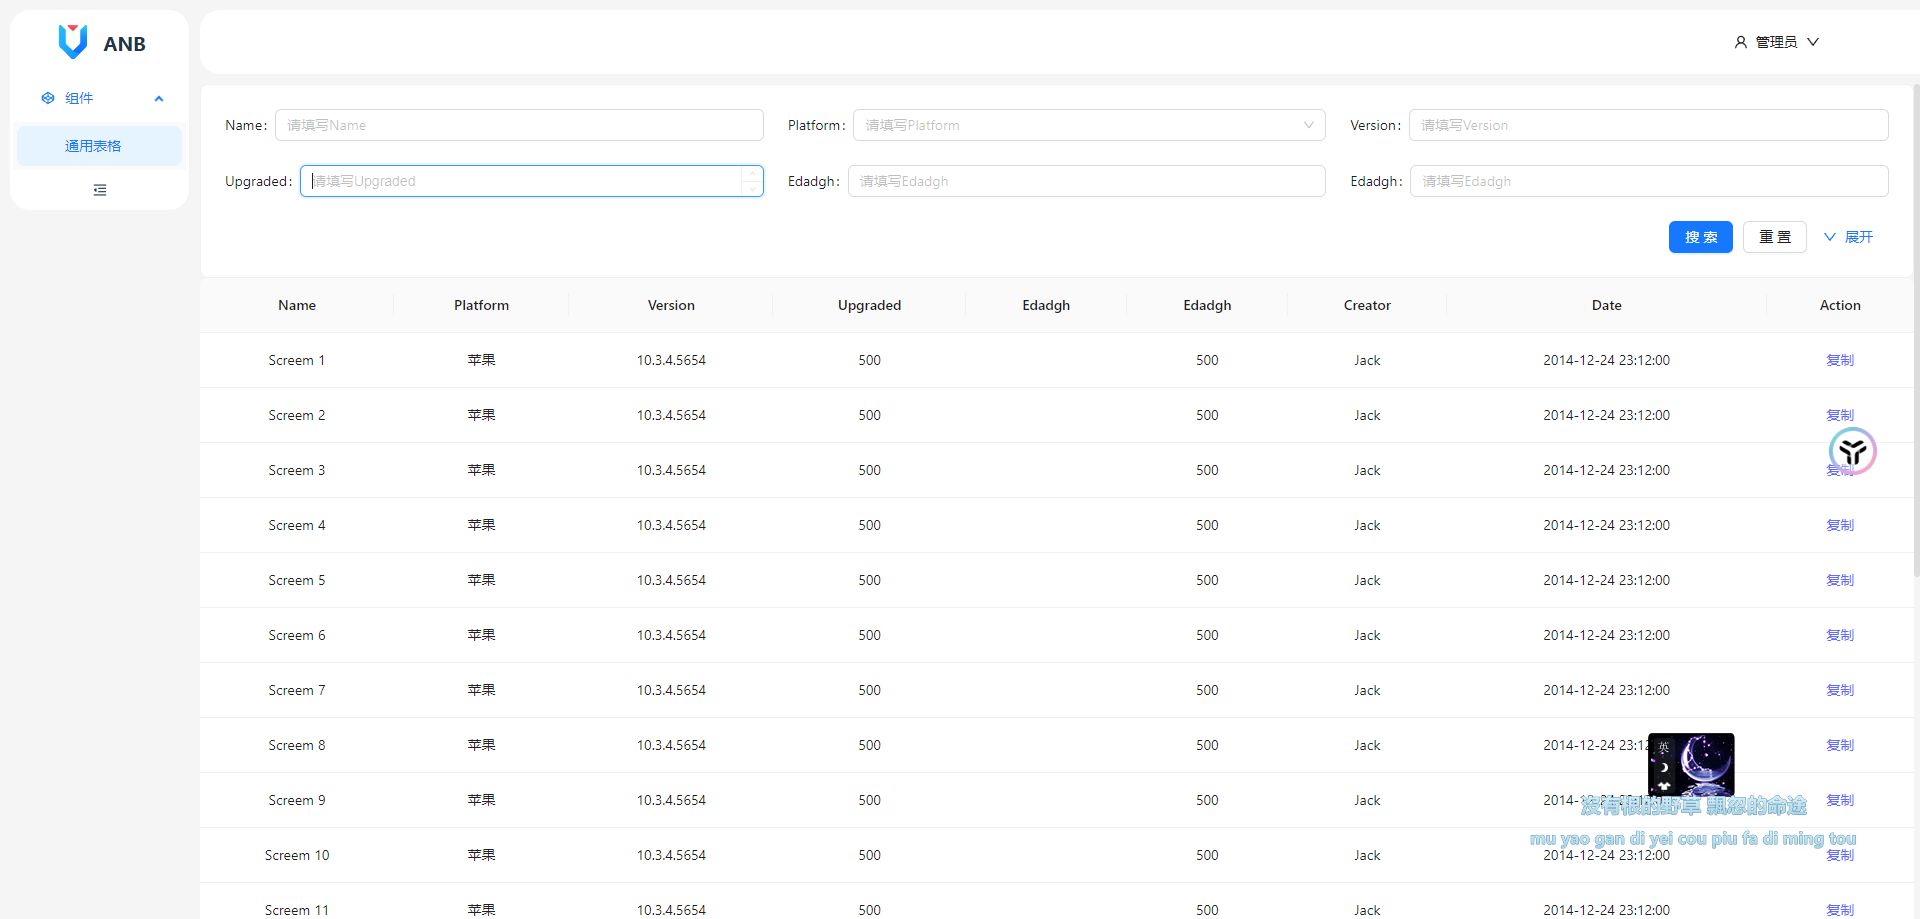 ANB
管理员
组件
通用表格
Name: 请填写Name
Platform: 请填写Platform
Version: 请填写Version
Upgraded: 请填写Upgraded
Edadgh: 请填写Edadgh
Edadgh: 请填写Edadgh
搜 索 重 置 展开
Name Platform Version Upgraded Edadgh Edadgh Creator Date Action
Screem 1 苹果 10.3.4.5654 500 500 Jack 2014-12-24 23:12:00 复制
Screem 2 苹果 10.3.4.5654 500 500 Jack 2014-12-24 23:12:00 复制
Screem 3 苹果 10.3.4.5654 500 500 Jack 2014-12-24 23:12:00 复制
Screem 4 苹果 10.3.4.5654 500 500 Jack 2014-12-24 23:12:00 复制
Screem 5 苹果 10.3.4.5654 500 500 Jack 2014-12-24 23:12:00 复制
Screem 6 苹果 10.3.4.5654 500 500 Jack 2014-12-24 23:12:00 复制
Screem 7 苹果 10.3.4.5654 500 500 Jack 2014-12-24 23:12:00 复制
Screem 8 苹果 10.3.4.5654 500 500 Jack 2014-12-24 复制
英
Screem 9 苹果 10.3.4.5654 500 500 Jack 复制
沒有根的野草 飄忽的命途
mu yao gan di yei cou piu fa di ming tou
Screem 10 苹果 10.3.4.5654 500 500 Jack 2014-12-24 23:12:00 复制
Screem 11 苹果 10.3.4.5654 500 500 Jack 2014-12-24 23:12:00 复制